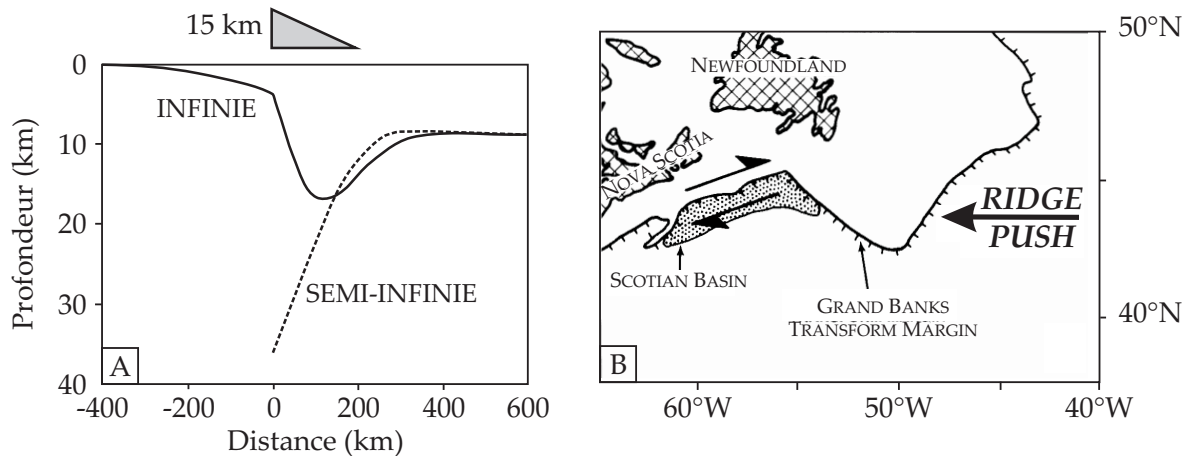 15 km
0
10
20
30
40
Profondeur (km)
INFINIE
SEMI-INFINIE
A
-400
-200
0
200
400
600
Distance (km)
50°N
40°N
NEWFOUNDLAND
NOVA SCOTIA
RIDGE
PUSH
SCOTIAN BASIN
GRAND BANKS
TRANSFORM MARGIN
B
60°W
50°W
40°W